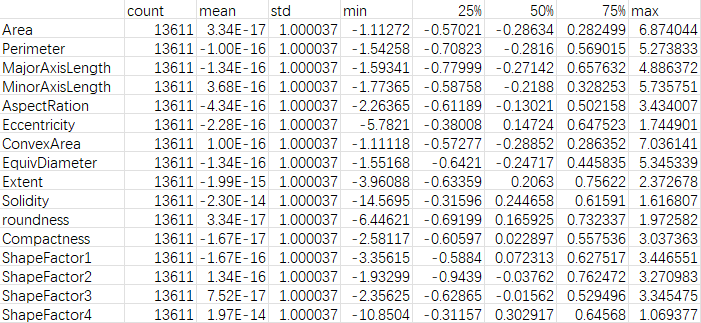 count mean std min 25% 50% 75% max
Area 13611 3.34E-17 1.000037 -1.11272 -0.57021 -0.28634 0.282499 6.874044
Perimeter 13611 -1.00E-16 1.000037 -1.54258 -0.70823 -0.2816 0.569015 5.273833
MajorAxisLength 13611 -1.34E-16 1.000037 -1.59341 -0.77999 -0.27142 0.657632 4.886372
MinorAxisLength 13611 3.68E-16 1.000037 -1.77365 -0.58758 -0.2188 0.328253 5.735751
AspectRation 13611 -4.34E-16 1.000037 -2.26365 -0.61189 -0.13021 0.502158 3.434007
Eccentricity 13611 -2.28E-16 1.000037 -5.7821 -0.38008 0.14724 0.647523 1.744901
ConvexArea 13611 1.00E-16 1.000037 -1.11118 -0.57277 -0.28852 0.286352 7.036141
EquivDiameter 13611 -1.34E-16 1.000037 -1.55168 -0.6421 -0.24717 0.445835 5.345339
Extent 13611 -1.99E-15 1.000037 -3.96088 -0.63359 0.2063 0.75622 2.372678
Solidity 13611 -2.30E-14 1.000037 -14.5695 -0.31596 0.244658 0.61591 1.616807
roundness 13611 3.34E-17 1.000037 -6.44621 -0.69199 0.165925 0.732337 1.972582
Compactness 13611 -1.67E-17 1.000037 -2.58117 -0.60597 0.022897 0.557536 3.037363
ShapeFactor1 13611 -1.67E-16 1.000037 -3.35615 -0.5884 0.072313 0.627517 3.446551
ShapeFactor2 13611 1.34E-16 1.000037 -1.93299 -0.9439 -0.03762 0.762472 3.270983
ShapeFactor3 13611 7.52E-17 1.000037 -2.35625 -0.62865 -0.01562 0.529496 3.345475
ShapeFactor4 13611 1.97E-14 1.000037 -10.8504 -0.31157 0.302917 0.64568 1.069377